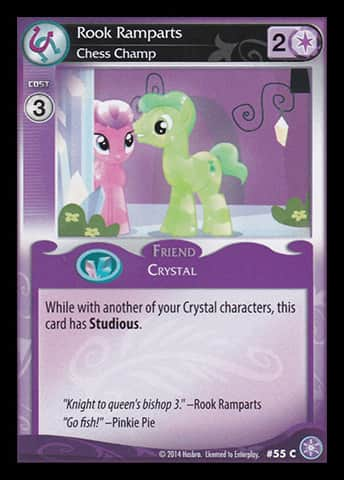 Rook Ramparts
Chess Champ
2
COST
3
FRIEND
CRYSTAL
While with another of your Crystal characters, this
card has Studious.
"Knight to queen's bishop 3." –Rook Ramparts
"Go fish!" –Pinkie Pie
© 2014 Hasbro. Licensed to Enterplay.
#55 C